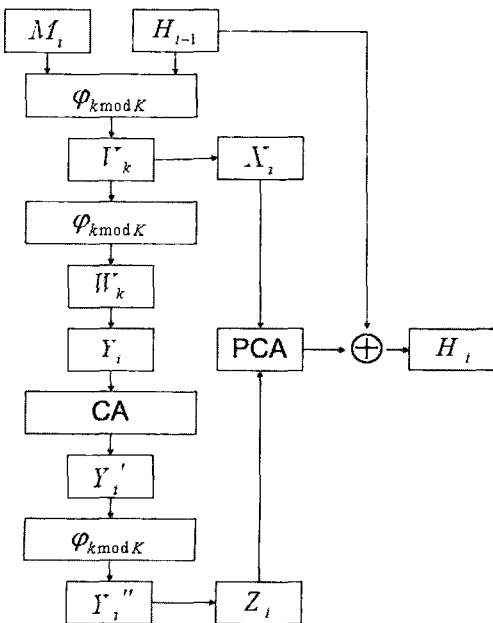 M_i H_{i-1}
φ_{k mod K}
V_k X_i
φ_{k mod K}
W_k
Y_i PCA ⊕ H_i
CA
Y_i'
φ_{k mod K}
Y_i'' Z_i